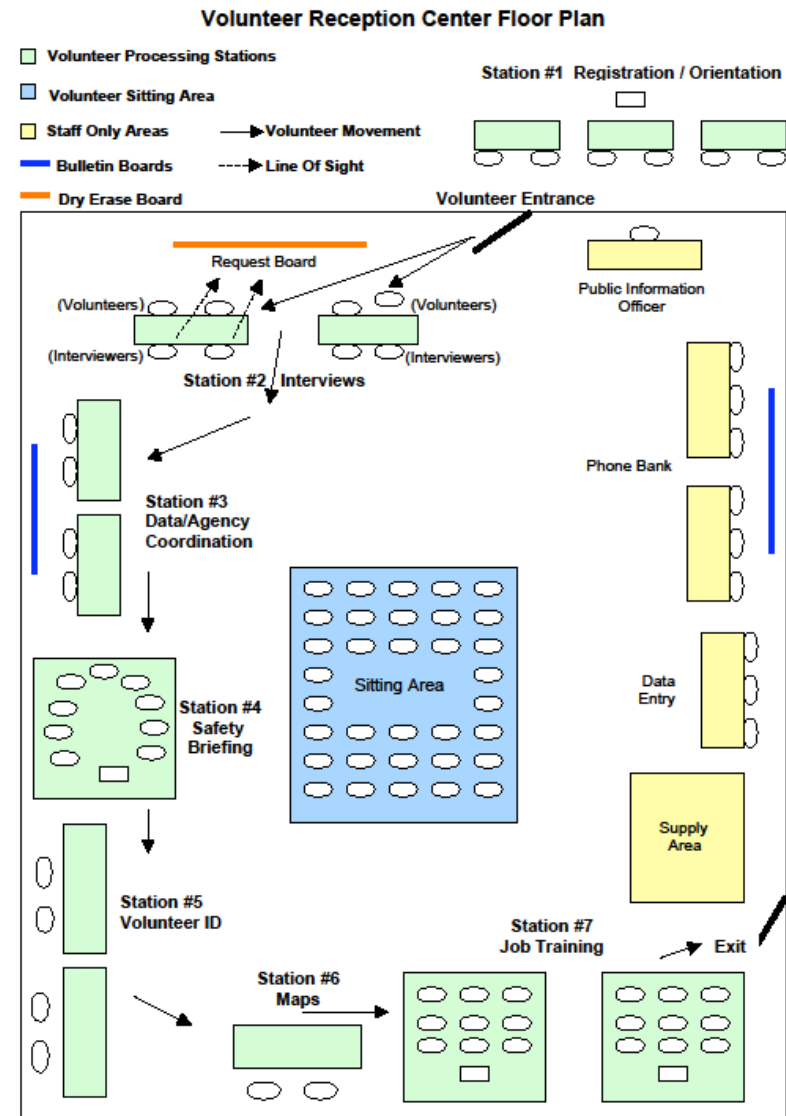 Volunteer Reception Center Floor Plan
Volunteer Processing Stations
Volunteer Sitting Area
Staff Only Areas
Volunteer Movement
Bulletin Boards
Line Of Sight
Dry Erase Board
Station #1 Registration / Orientation
Volunteer Entrance
Request Board
(Volunteers)
(Volunteers)
(Interviewers)
(Interviewers)
Station #2 Interviews
Public Information
Officer
Phone Bank
Station #3
Data/Agency
Coordination
Sitting Area
Data
Entry
Station #4
Safety
Briefing
Supply
Area
Station #5
Volunteer ID
Station #6
Maps
Station #7
Job Training
Exit